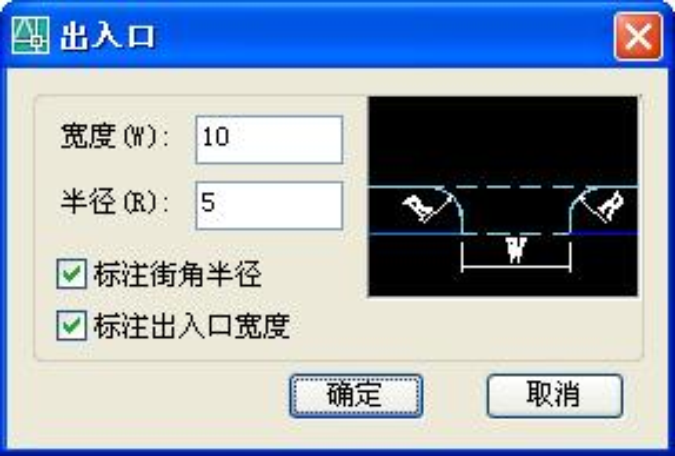 出入口
宽度(W): 10
半径(R): 5
标注街角半径
标注出入口宽度
R R
W
确定 取消